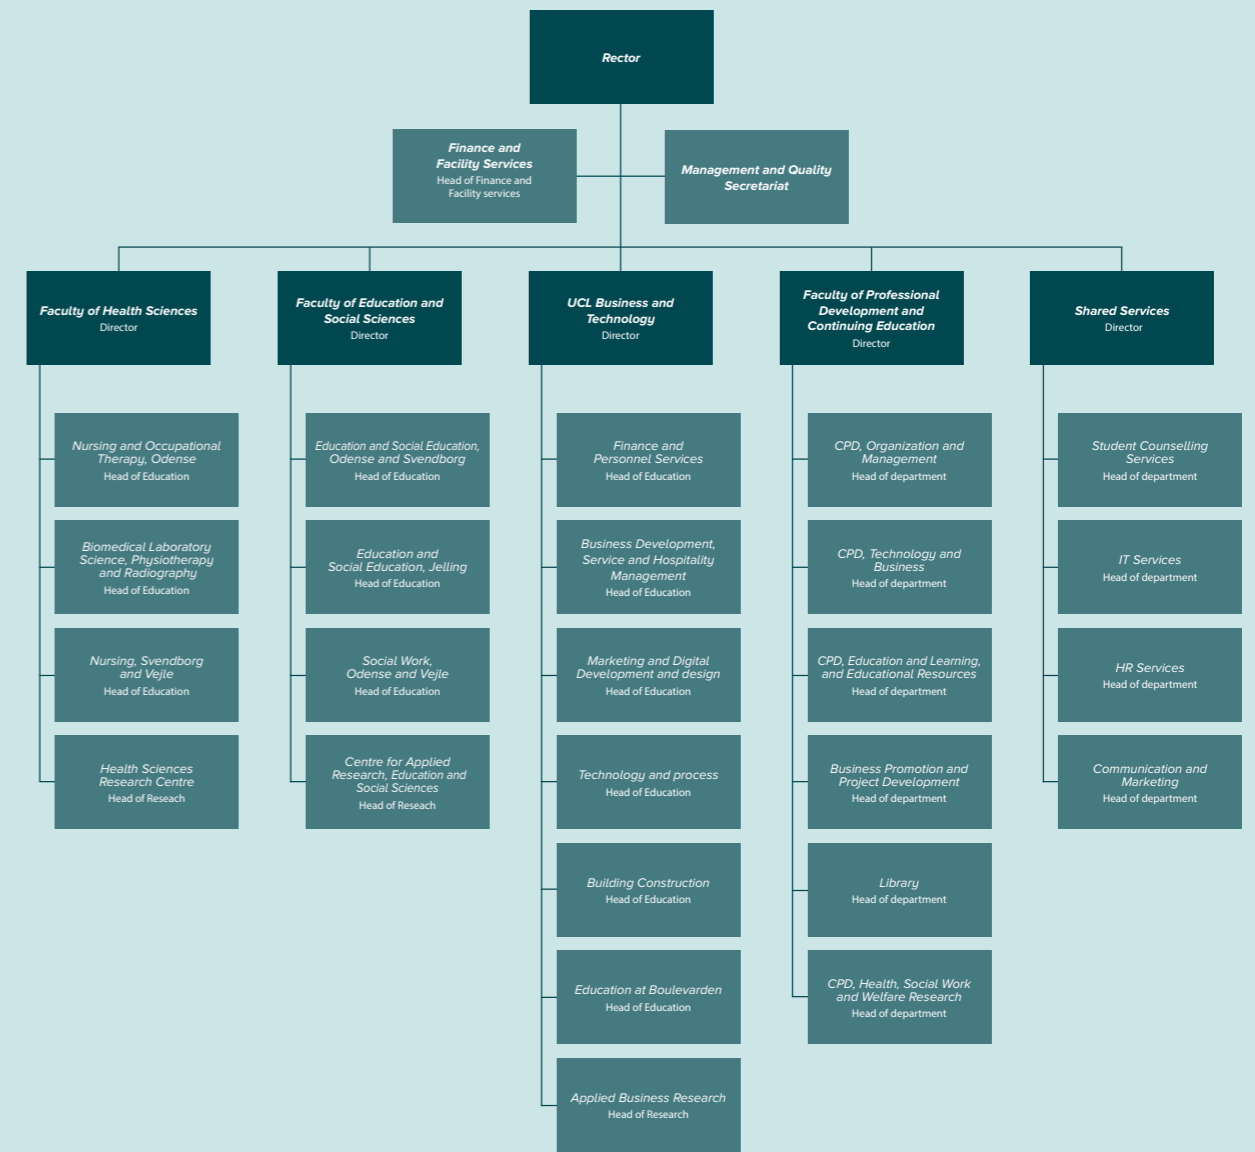 Rector
Finance and
Facility Services
Head of Finance and
Facility services
Management and Quality
Secretariat
Faculty of Health Sciences
Director
Faculty of Education and
Social Sciences
Director
UCL Business and
Technology
Director
Faculty of Professional
Development and
Continuing Education
Director
Shared Services
Director
Nursing and Occupational
Therapy, Odense
Head of Education
Biomedical Laboratory
Science, Physiotherapy
and Radiography
Head of Education
Nursing, Svendborg
and Vejle
Head of Education
Health Sciences
Research Centre
Head of Reseach
Education and Social Education,
Odense and Svendborg
Head of Education
Education and
Social Education, Jelling
Head of Education
Social Work,
Odense and Vejle
Head of Education
Centre for Applied
Research, Education and
Social Sciences
Head of Reseach
Finance and
Personnel Services
Head of Education
Business Development,
Service and Hospitality
Management
Head of Education
Marketing and Digital
Development and design
Head of Education
Technology and process
Head of Education
Building Construction
Head of Education
Education at Boulevarden
Head of Education
Applied Business Research
Head of Research
CPD, Organization and
Management
Head of department
CPD, Technology and
Business
Head of department
CPD, Education and Learning,
and Educational Resources
Head of department
Business Promotion and
Project Development
Head of department
Library
Head of department
CPD, Health, Social Work
and Welfare Research
Head of department
Student Counselling
Services
Head of department
IT Services
Head of department
HR Services
Head of department
Communication and
Marketing
Head of department